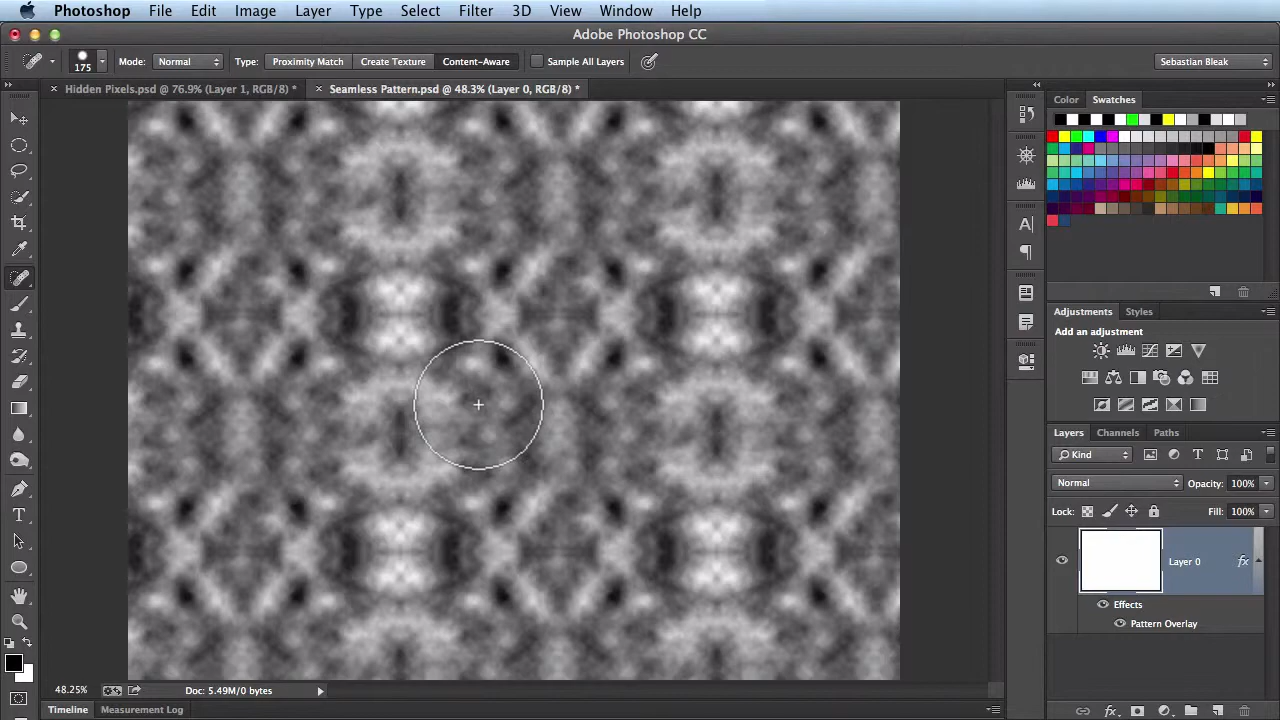 Photoshop File Edit Image Layer Type Select Filter 3D View Window Help
Adobe Photoshop CC
175 Mode: Normal Type: Proximity Match Create Texture Content-Aware Sample All Layers Sebastian Bleak
Hidden Pixels.psd @ 76.9% (Layer 1, RGB/8) * Seamless Pattern.psd @ 48.3% (Layer 0, RGB/8) *
Color Swatches
Adjustments Styles
Add an adjustment
Layers Channels Paths
Kind
Normal Opacity: 100%
Lock: Fill: 100%
Layer 0 fx
Effects
Pattern Overlay
48.25% Doc: 5.49M/0 bytes
Timeline Measurement Log